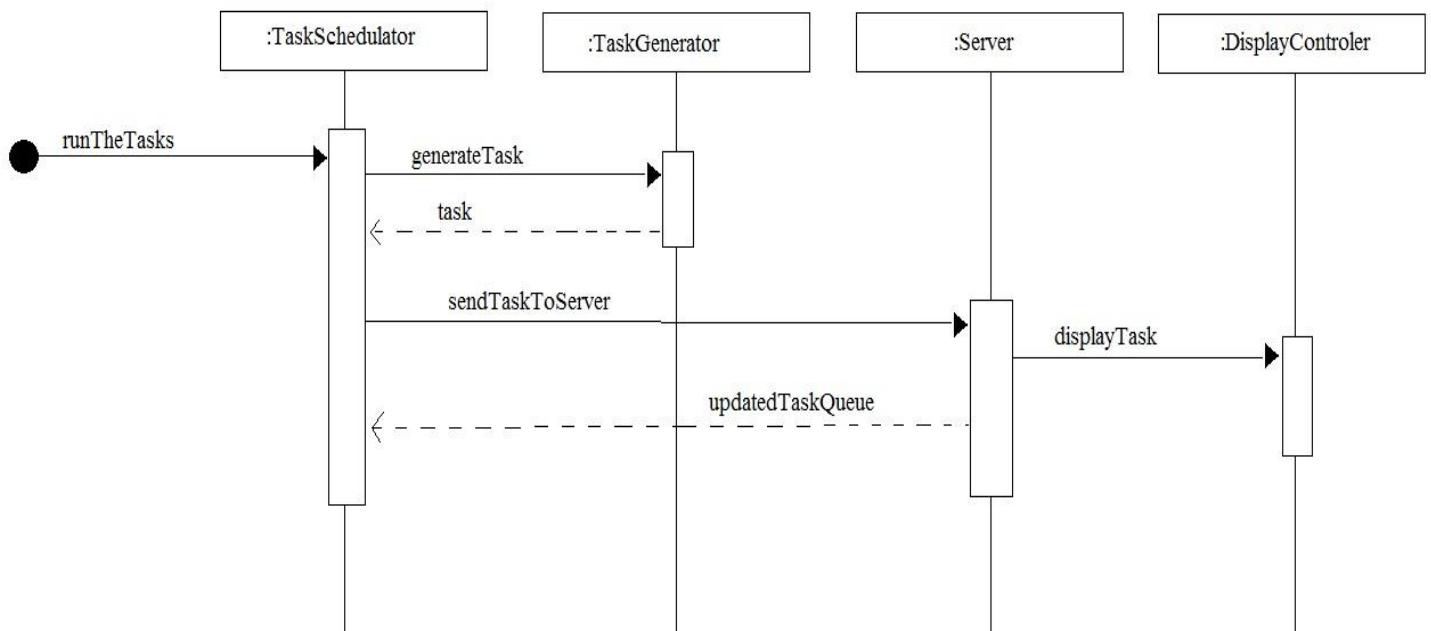 :TaskSchedulator
:TaskGenerator
:Server
:DisplayControler
runTheTasks
generateTask
task
sendTaskToServer
displayTask
updatedTaskQueue